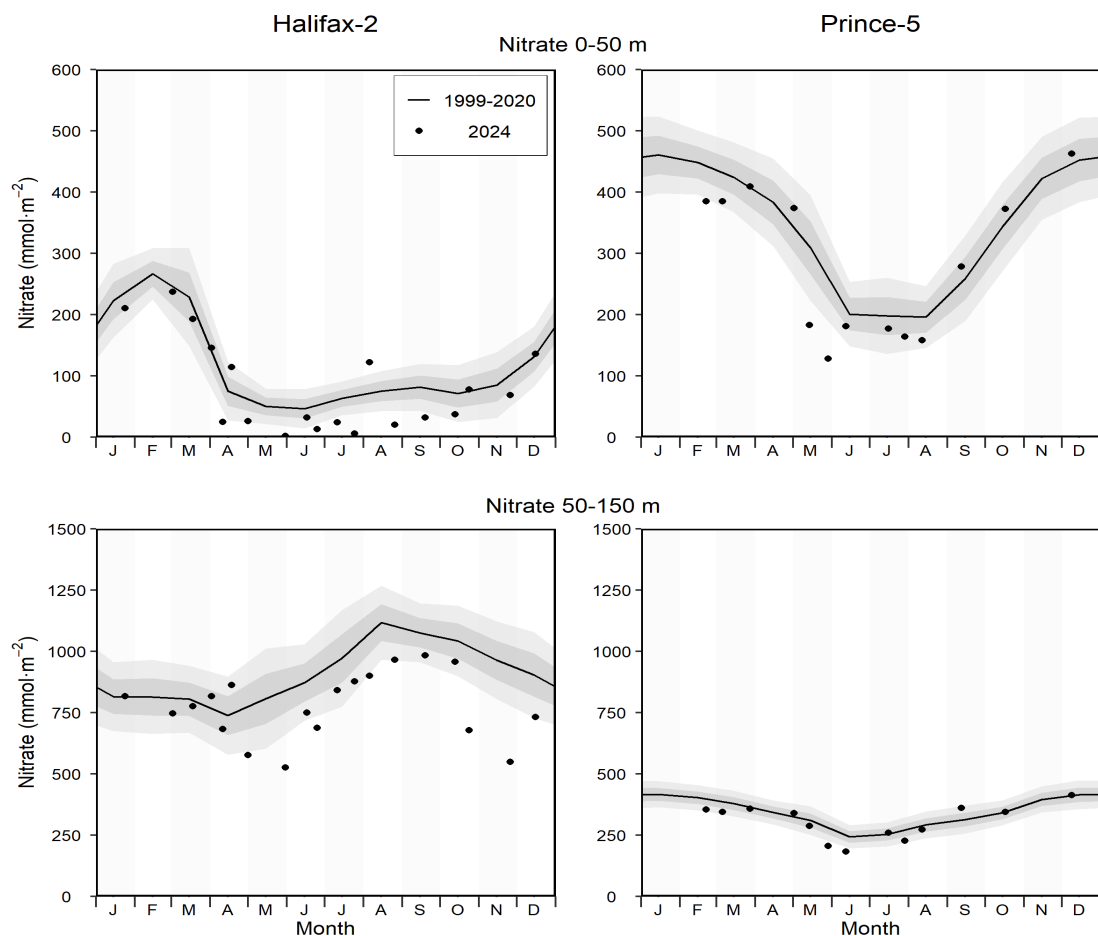 Halifax-2 Prince-5
Nitrate 0-50 m
600 600
500 500
400 400
300 300
200 200
100 100
0 0
Nitrate (mmol·m⁻²)
1999-2020
2024
J F M A M J J A S O N D J F M A M J J A S O N D
Nitrate 50-150 m
1500 1500
1250 1250
1000 1000
750 750
500 500
250 250
0 0
Nitrate (mmol·m⁻²)
J F M A M J J A S O N D J F M A M J J A S O N D
Month Month